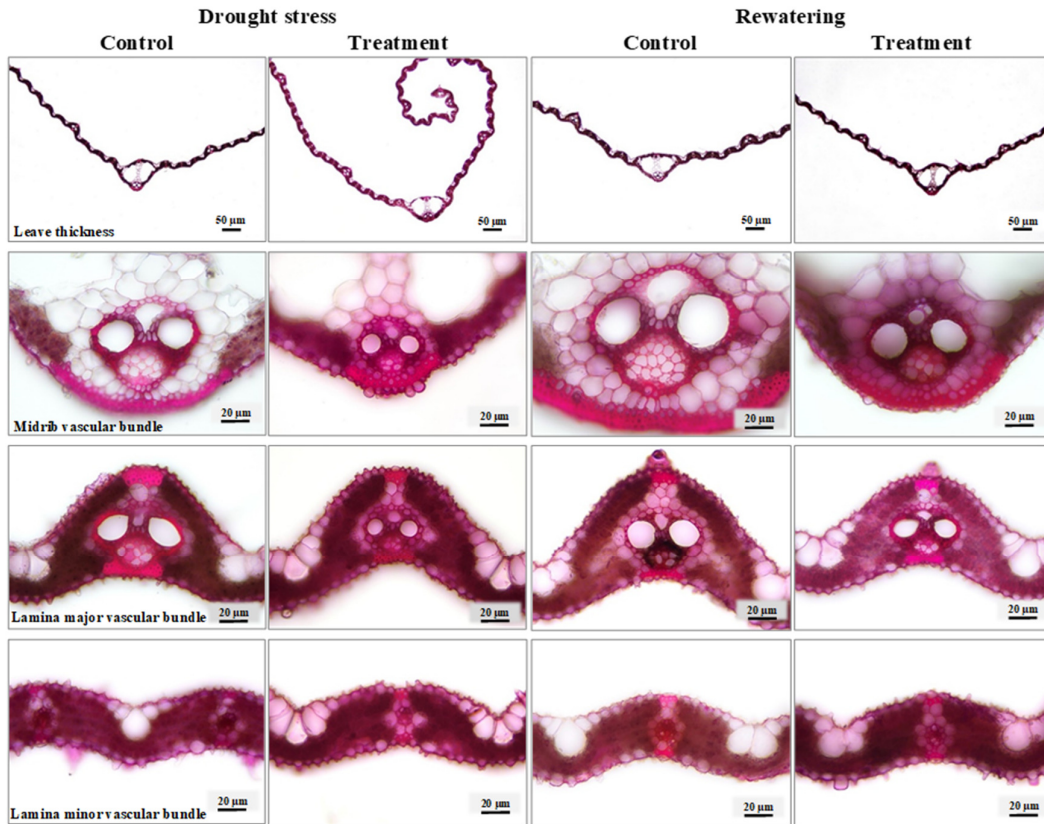 Drought stress Rewatering
Control Treatment Control Treatment
50 µm 50 µm 50 µm 50 µm
Leave thickness
20 µm 20 µm 20 µm 20 µm
Midrib vascular bundle
20 µm 20 µm 20 µm 20 µm
Lamina major vascular bundle
20 µm 20 µm 20 µm 20 µm
Lamina minor vascular bundle